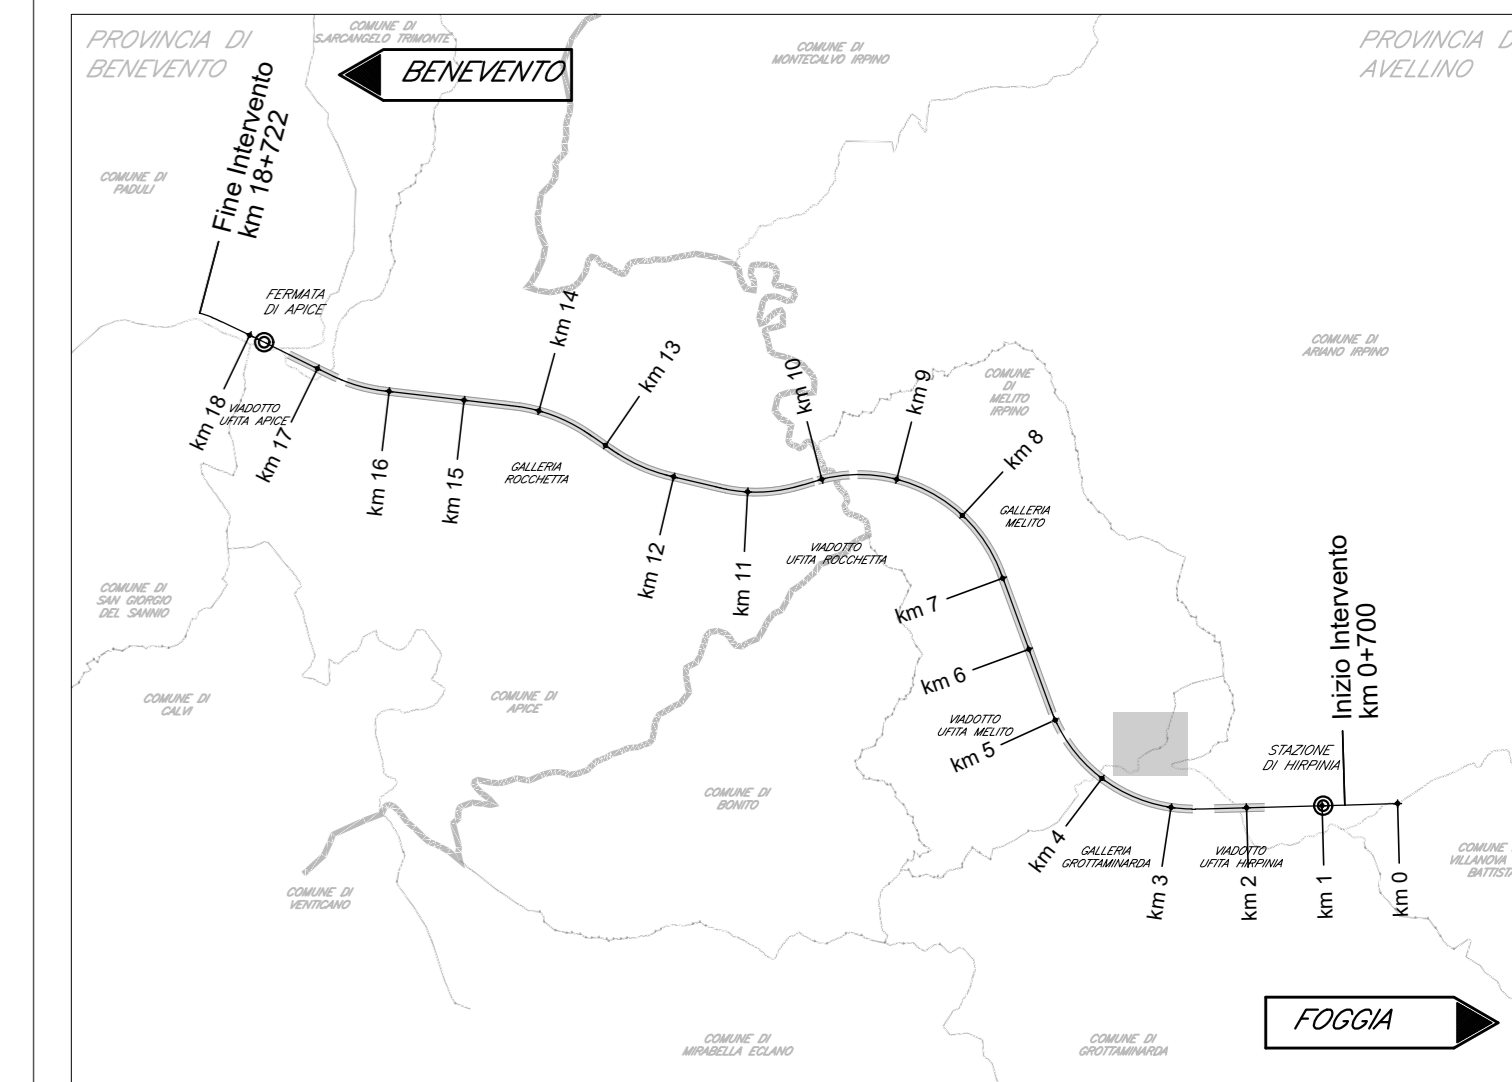 PROVINCIA DI
BENEVENTO
COMUNE DI
S.ARCANGELO TRIMONTE
BENEVENTO
COMUNE DI
MONTECALVO IRPINO
PROVINCIA
AVELLINO
Fine Intervento
km 18+722
COMUNE DI
PADULI
FERMATA
DI APICE
km 14
km 13
km 10
km 9
COMUNE
DI
MELITO
IRPINO
COMUNE DI
ARIANO IRPINO
km 18
VIADOTTO
UFITA APICE
km 17
km 16
km 15
GALLERIA
ROCCHETTA
km 12
km 11
VIADOTTO
UFITA ROCCHETTA
km 8
GALLERIA
MELITO
km 7
km 6
COMUNE DI
SAN GIORGIO
DEL SANNIO
COMUNE DI
CALVI
COMUNE DI
APICE
VIADOTTO
UFITA MELITO
km 5
Inizio Intervento
km 0+700
STAZIONE
DI HIRPINIA
COMUNE DI
BONITO
COMUNE DI
VENTICANO
km 4
GALLERIA
GROTTAMINARDA
km 3
VIADOTTO
UFITA HIRPINIA
km 2
km 1
km 0
COMUNE
VILLANOVA
BATTISTA
FOGGIA
COMUNE DI
MIRABELLA ECLANO
COMUNE DI
GROTTAMINARDA